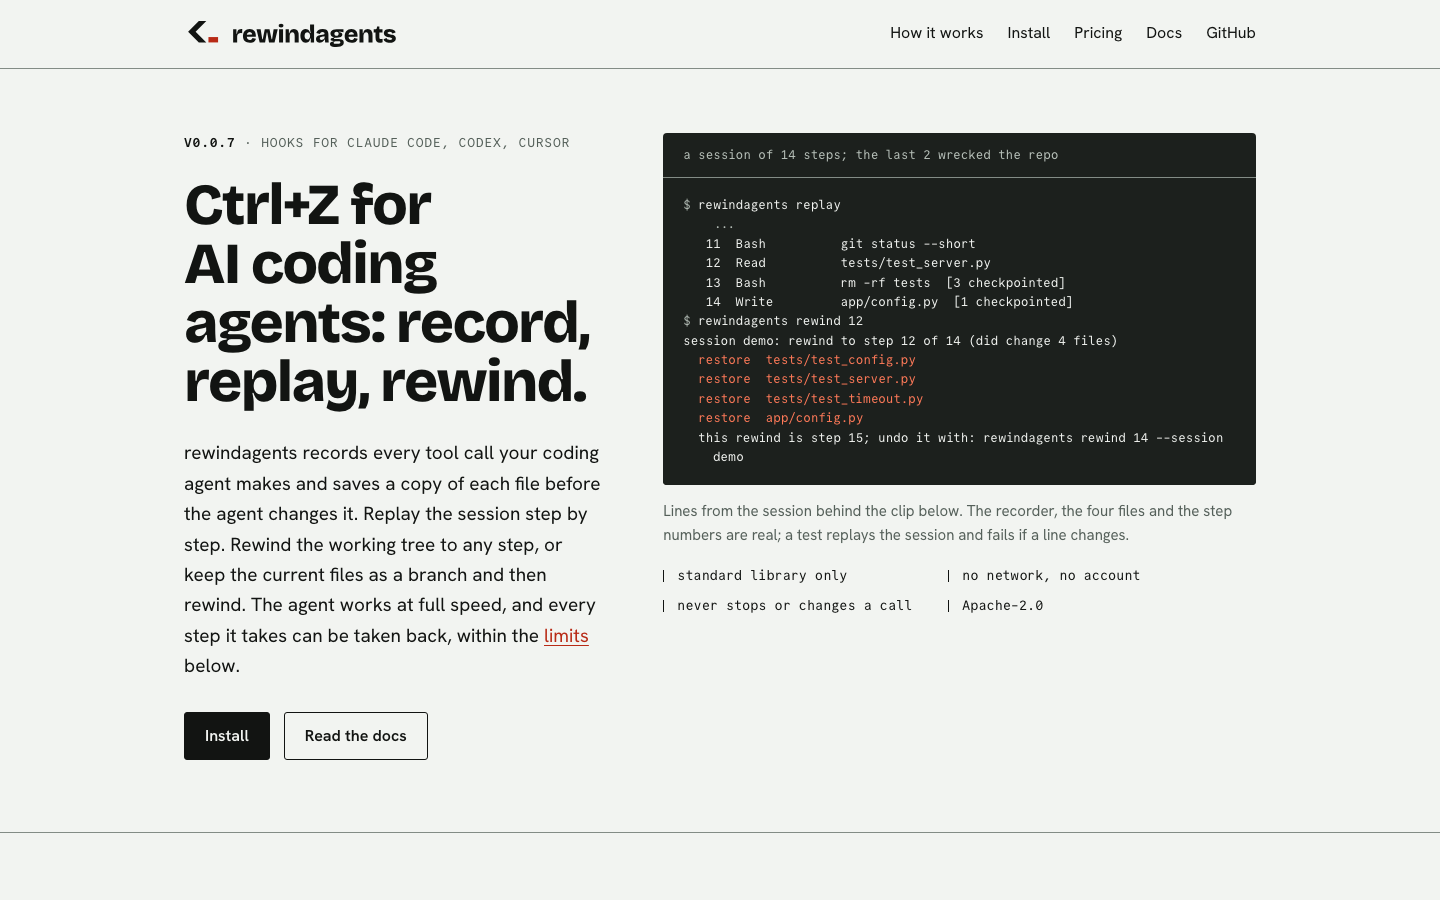 rewindagents
How it works
Install
Pricing
Docs
GitHub
V0.0.7 · HOOKS FOR CLAUDE CODE, CODEX, CURSOR
Ctrl+Z for
AI coding
agents: record,
replay, rewind.
rewindagents records every tool call your coding
agent makes and saves a copy of each file before
the agent changes it. Replay the session step by
step. Rewind the working tree to any step, or
keep the current files as a branch and then
rewind. The agent works at full speed, and every
step it takes can be taken back, within the limits
below.
Install
Read the docs
a session of 14 steps; the last 2 wrecked the repo
$ rewindagents replay
...
11 Bash git status --short
12 Read tests/test_server.py
13 Bash rm -rf tests [3 checkpointed]
14 Write app/config.py [1 checkpointed]
$ rewindagents rewind 12
session demo: rewind to step 12 of 14 (did change 4 files)
restore tests/test_config.py
restore tests/test_server.py
restore tests/test_timeout.py
restore app/config.py
this rewind is step 15; undo it with: rewindagents rewind 14 --session
demo
Lines from the session behind the clip below. The recorder, the four files and the step
numbers are real; a test replays the session and fails if a line changes.
standard library only
no network, no account
never stops or changes a call
Apache-2.0